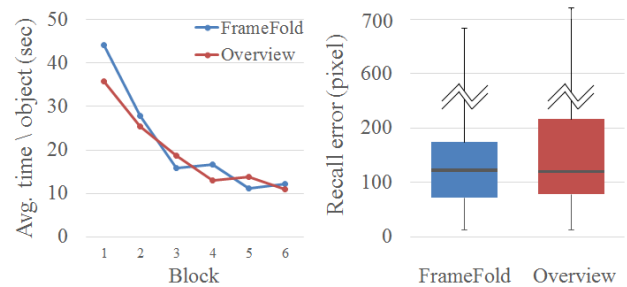 Avg. time \ object (sec)
50
40
30
20
10
0
FrameFold
Overview
1 2 3 4 5 6
Block
Recall error (pixel)
700
600
200
100
0
FrameFold Overview